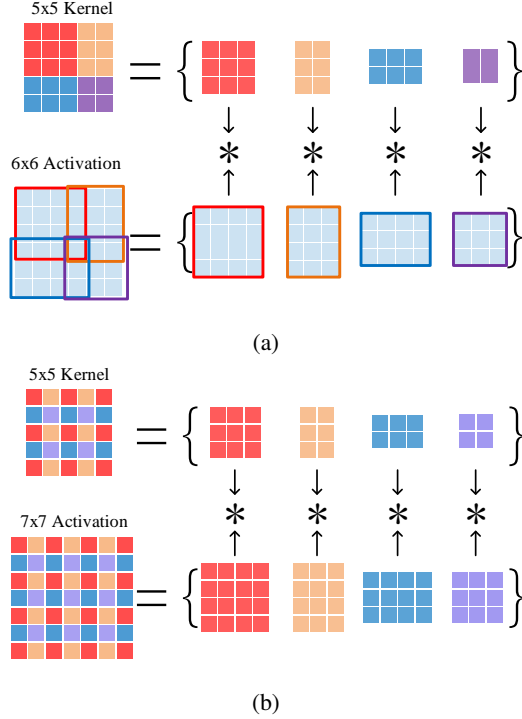 5x5 Kernel
=
{ }
* * * *
6x6 Activation
=
{ }
(a)
5x5 Kernel
=
{ }
* * * *
7x7 Activation
=
{ }
(b)